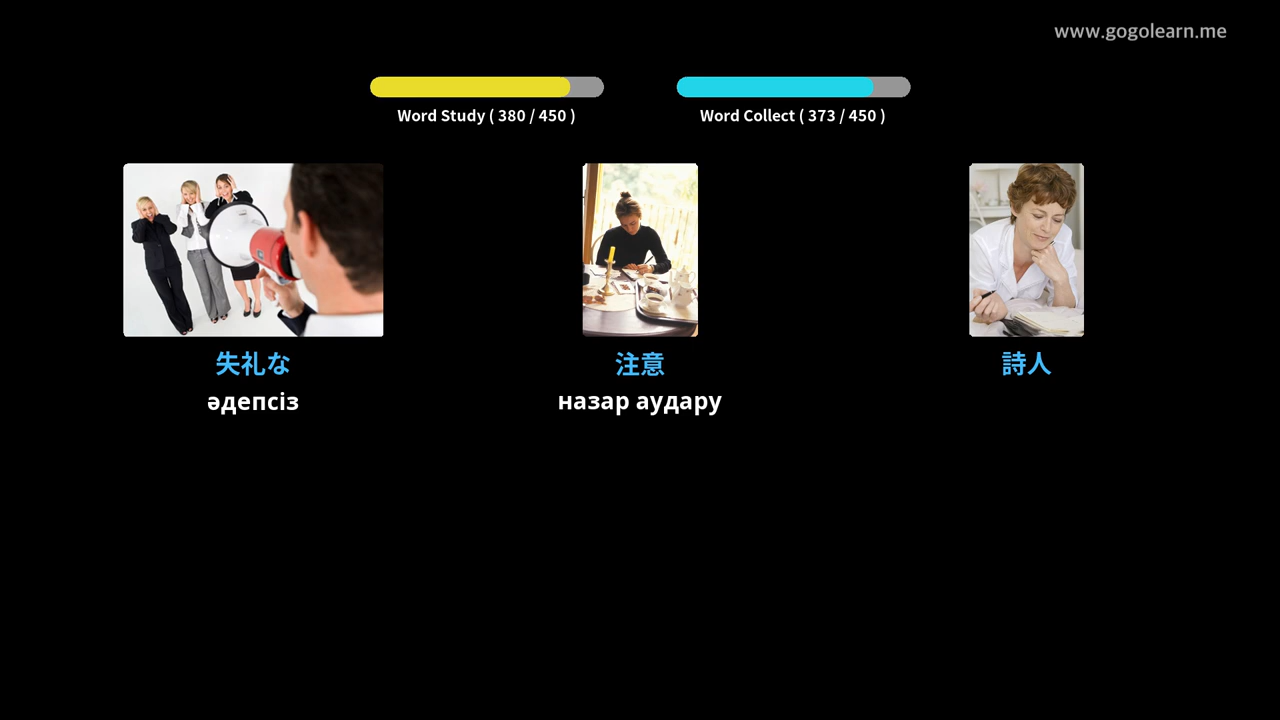 www.gogolearn.me
Word Study ( 380 / 450 )
Word Collect ( 373 / 450 )
失礼な
әдепсіз
注意
назар аудару
詩人